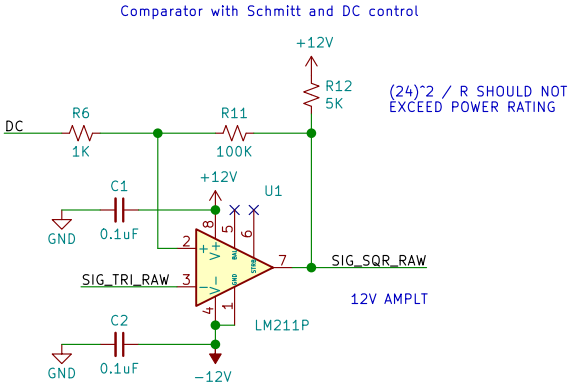 Comparator with Schmitt and DC control
+12V
R12
5K
(24)^2 / R SHOULD NOT
EXCEED POWER RATING
DC
R6
1K
R11
100K
+12V
C1
0.1uF
GND
U1
8
5
6
2
3
4
1
7
+
-
V+
V-
BAL
STRB
GND
SIG_TRI_RAW
SIG_SQR_RAW
12V AMPLT
LM211P
C2
0.1uF
GND
-12V